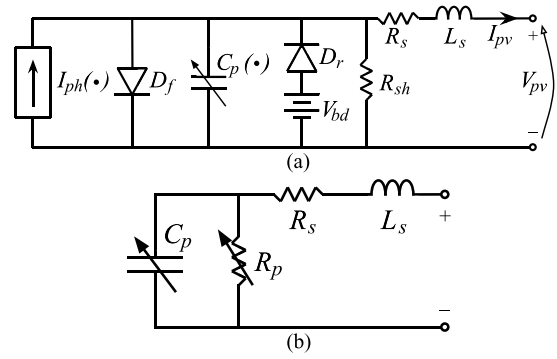 I_ph(•) D_f C_p(•) D_r V_bd R_sh R_s L_s I_pv + V_pv −
(a)
C_p R_p R_s L_s + −
(b)